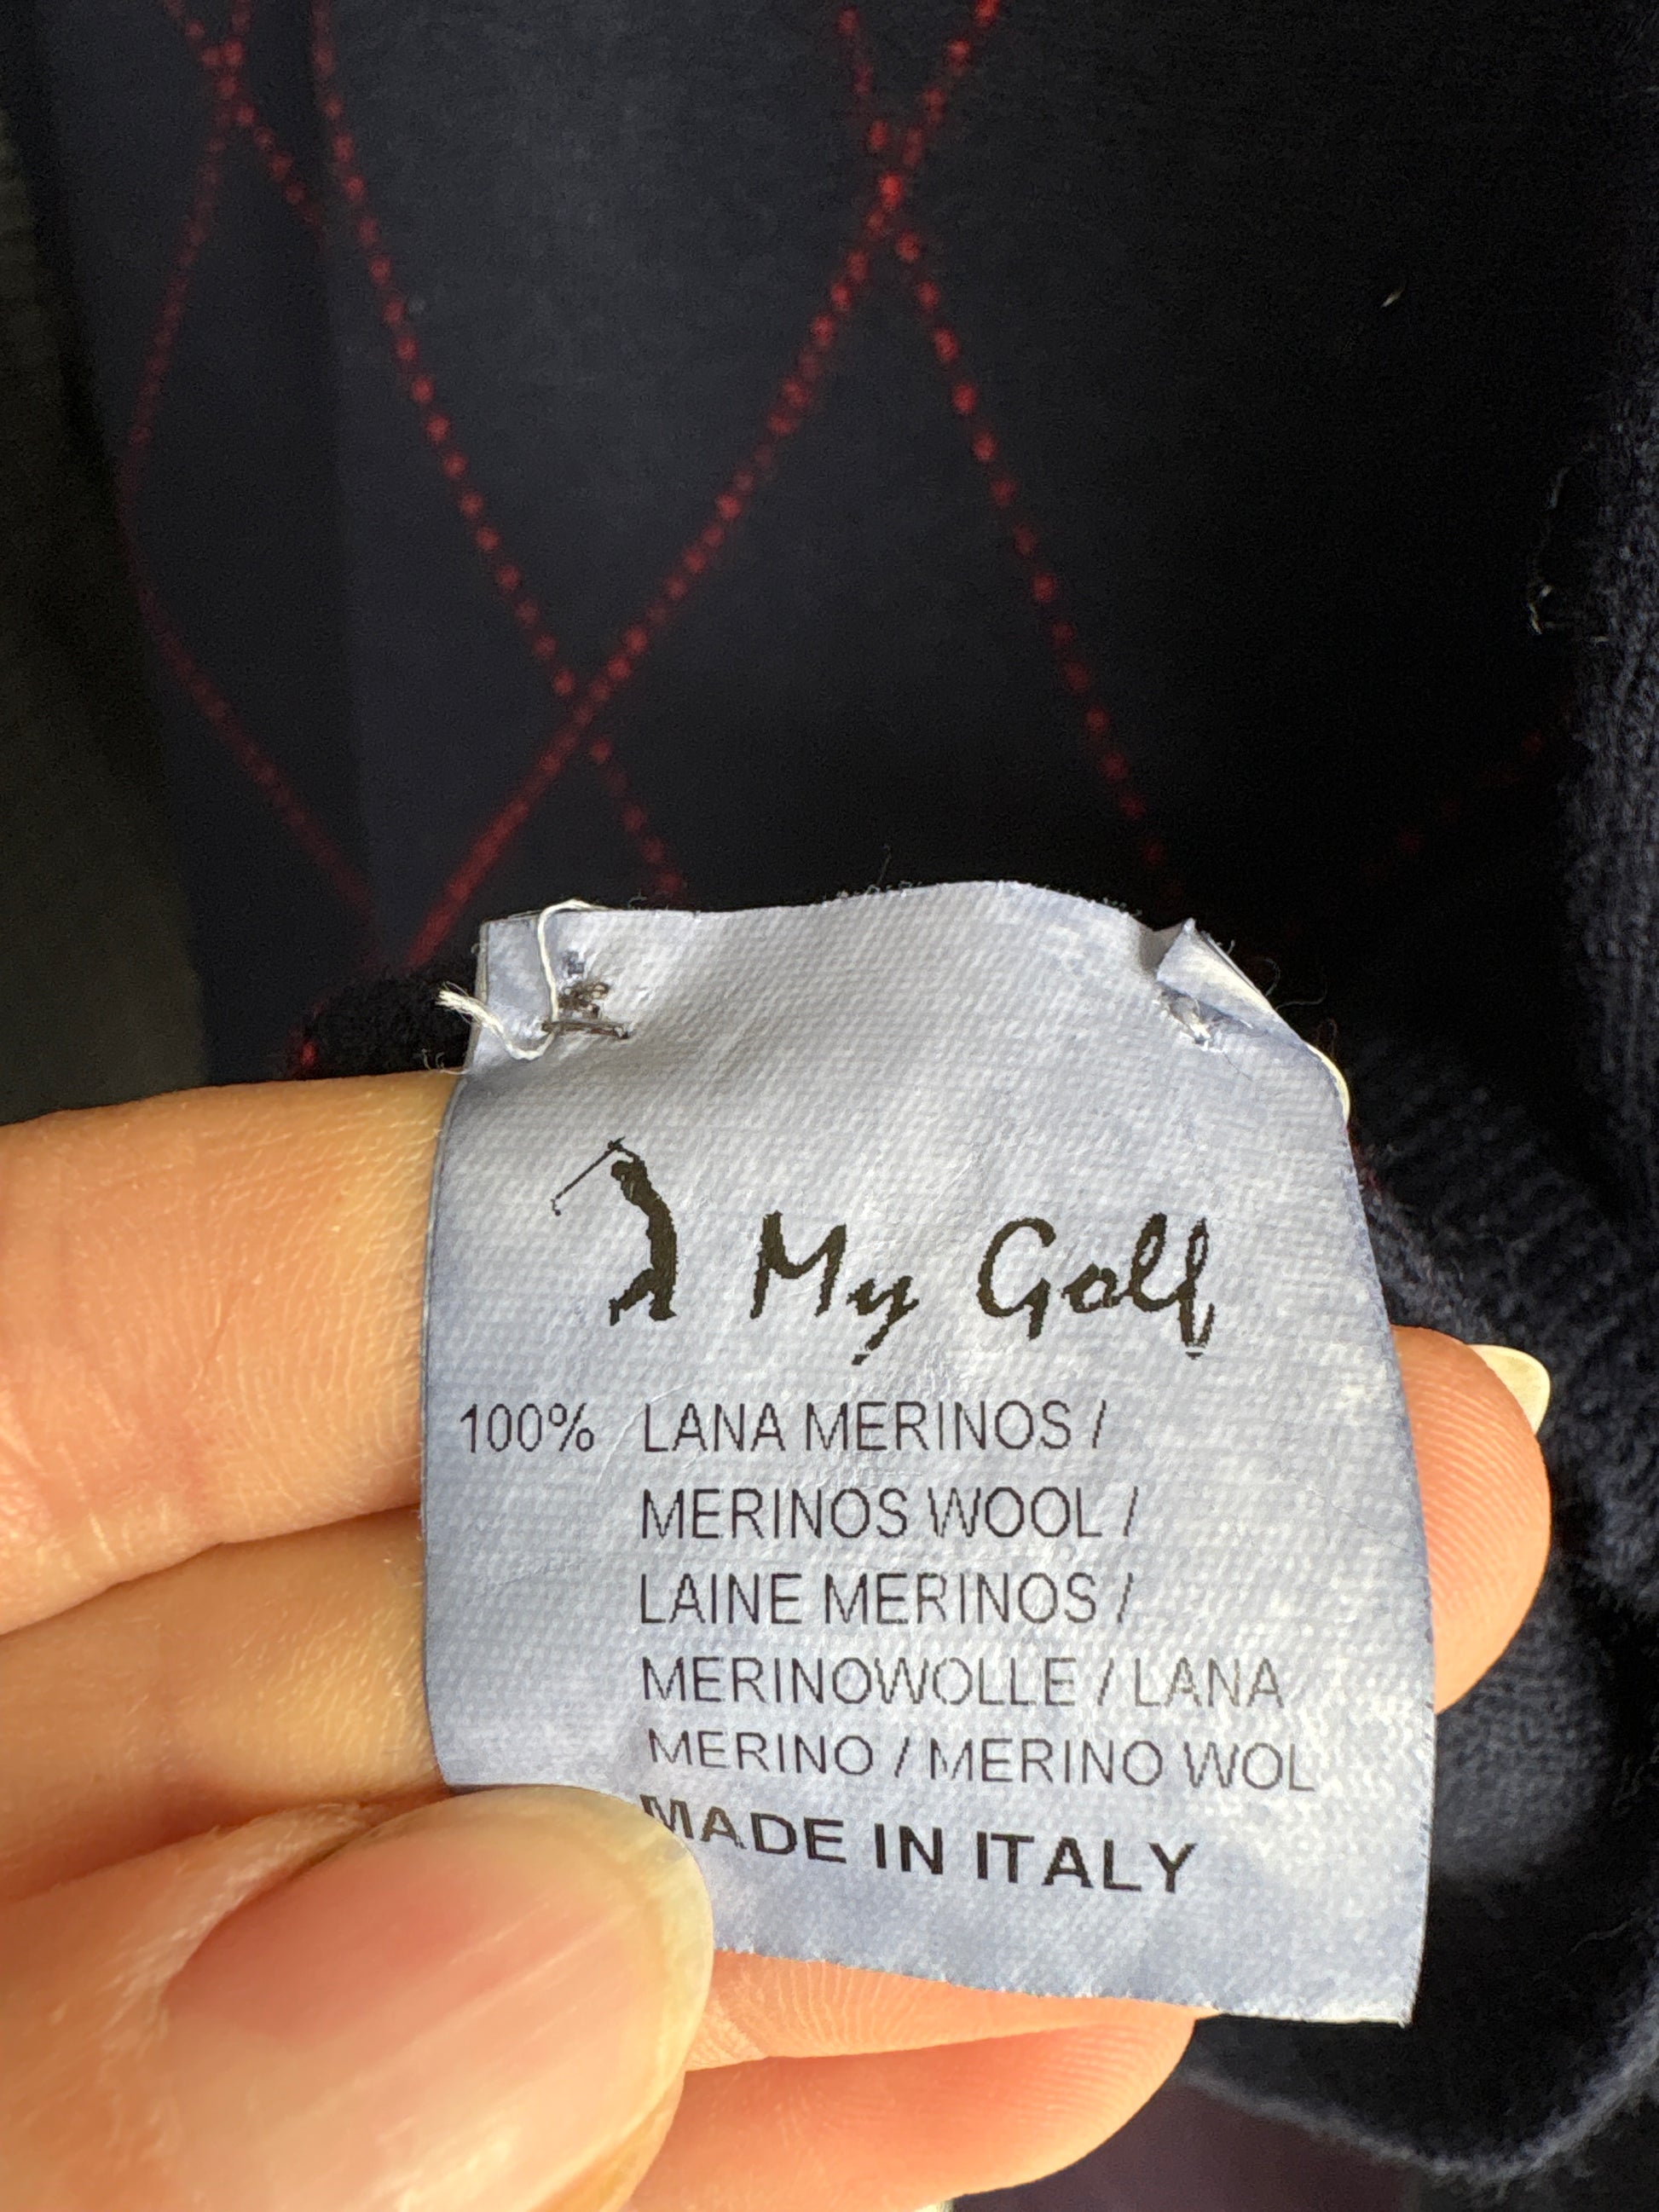 My Golf
100% LANA MERINOS /
MERINOS WOOL /
LAINE MERINOS /
MERINOWOLLE / LANA
MERINO / MERINO WOL
MADE IN ITALY